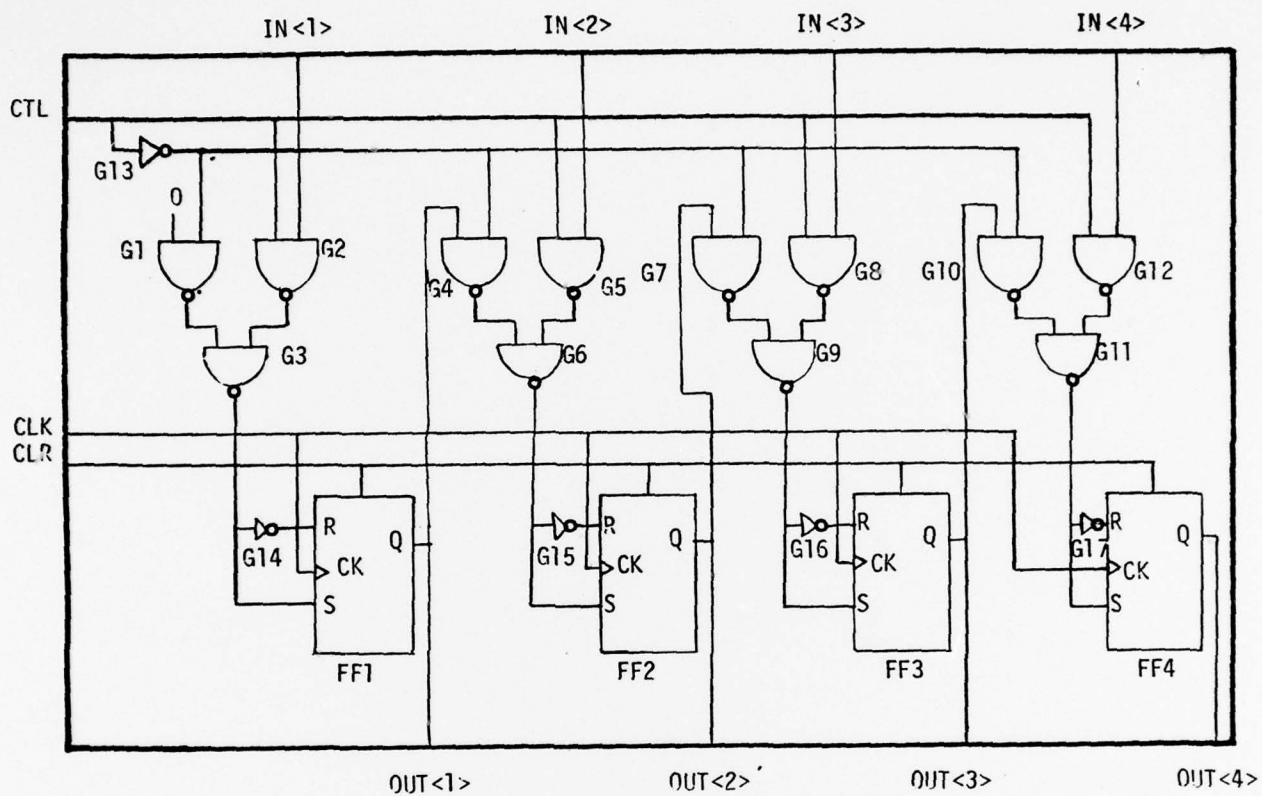 IN<1> IN<2> IN<3> IN<4>
CTL
G13
0
G1 G2 G4 G5 G7 G8 G10 G12
G3 G6 G9 G11
CLK
CLR
R R R R
Q Q Q Q
G14 G15 G16 G17
CK CK CK CK
S S S S
FF1 FF2 FF3 FF4
OUT<1> OUT<2> OUT<3> OUT<4>